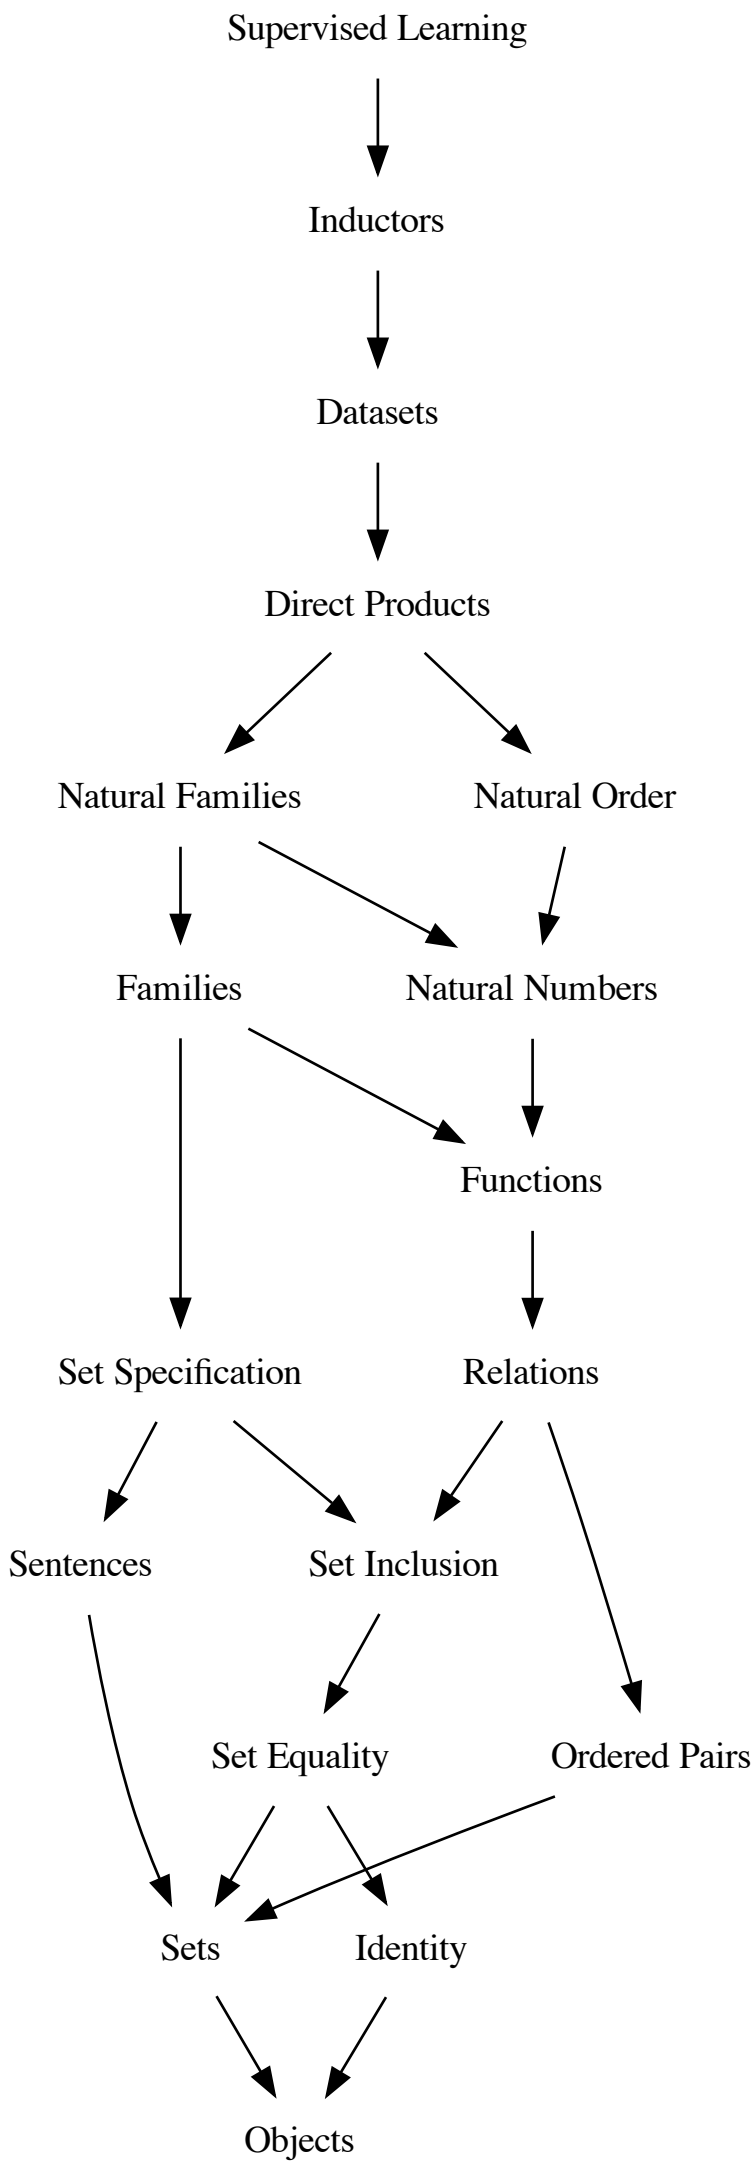 Supervised Learning
Inductors
Datasets
Direct Products
Natural Families
Natural Order
Families
Natural Numbers
Functions
Set Specification
Relations
Sentences
Set Inclusion
Set Equality
Ordered Pairs
Sets
Identity
Objects